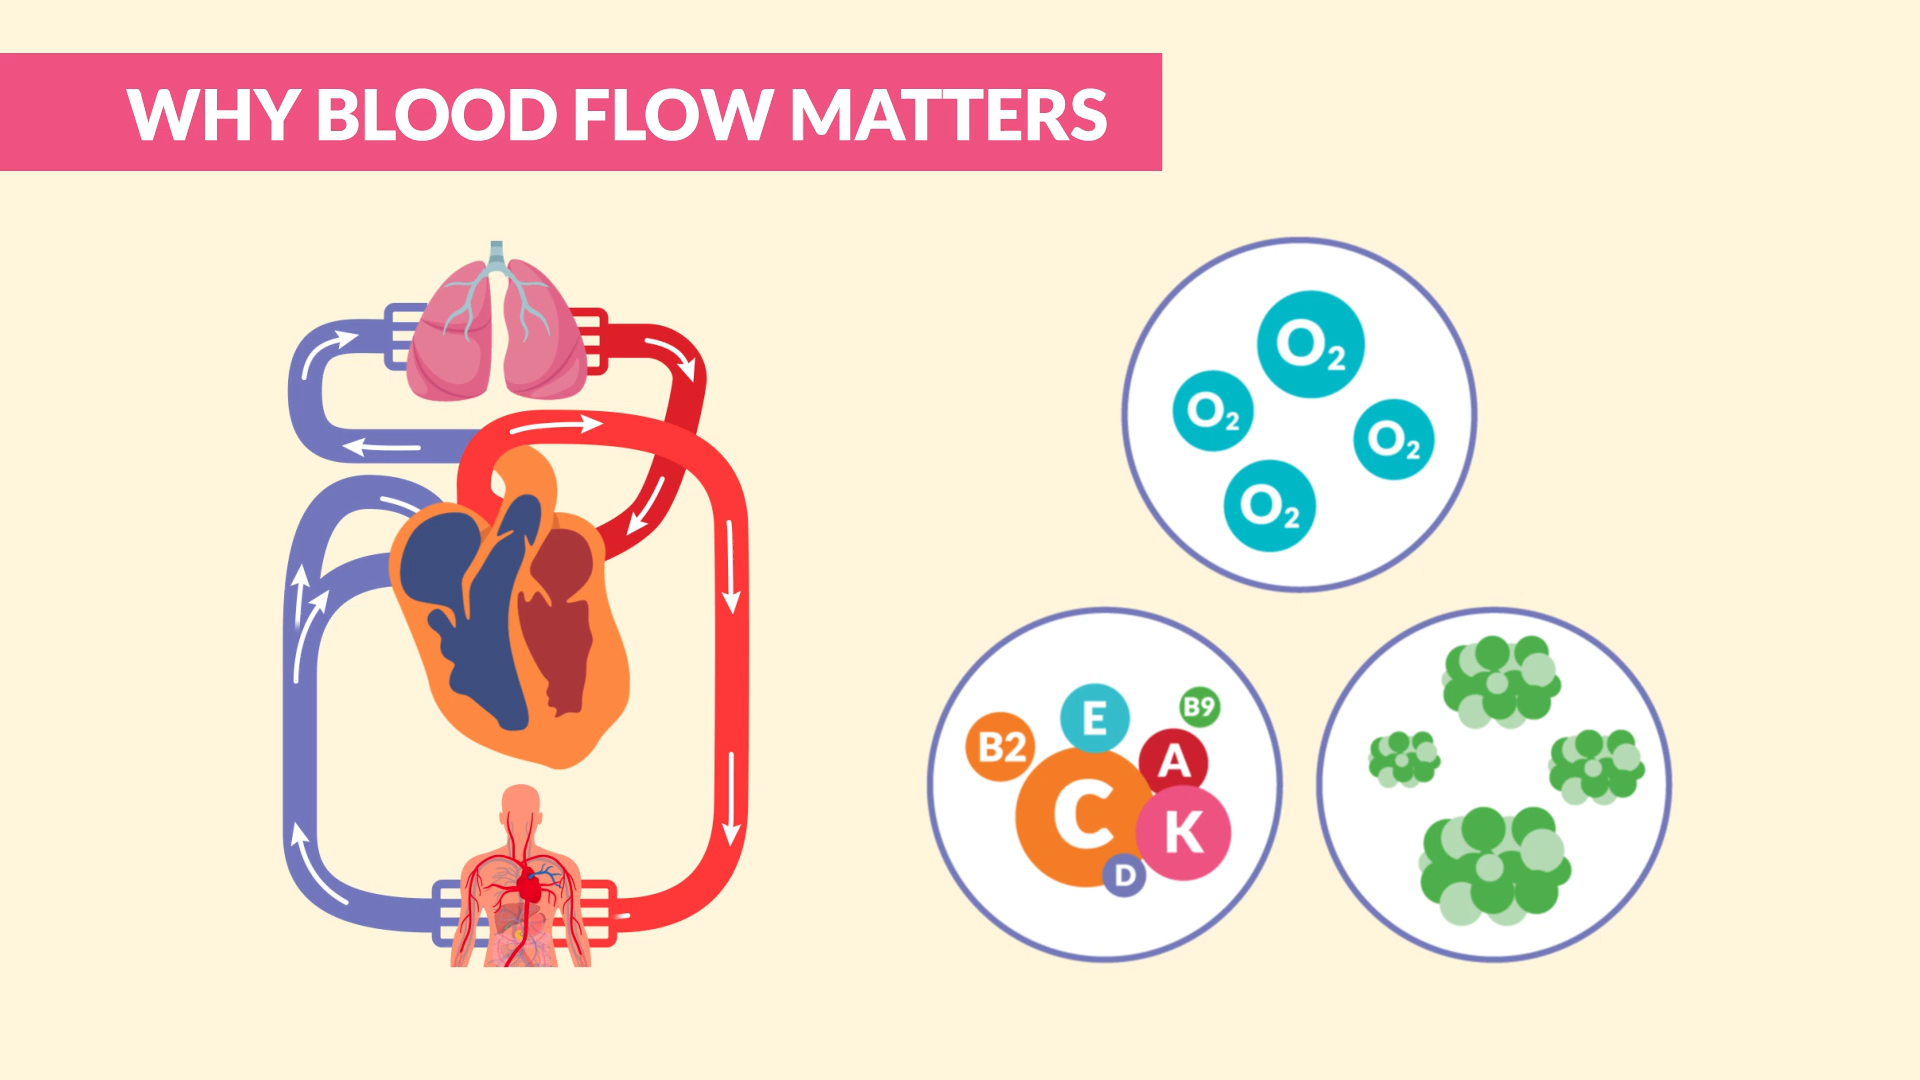 WHY BLOOD FLOW MATTERS
O₂
O₂
O₂
O₂
E
B9
B2
A
C
K
D